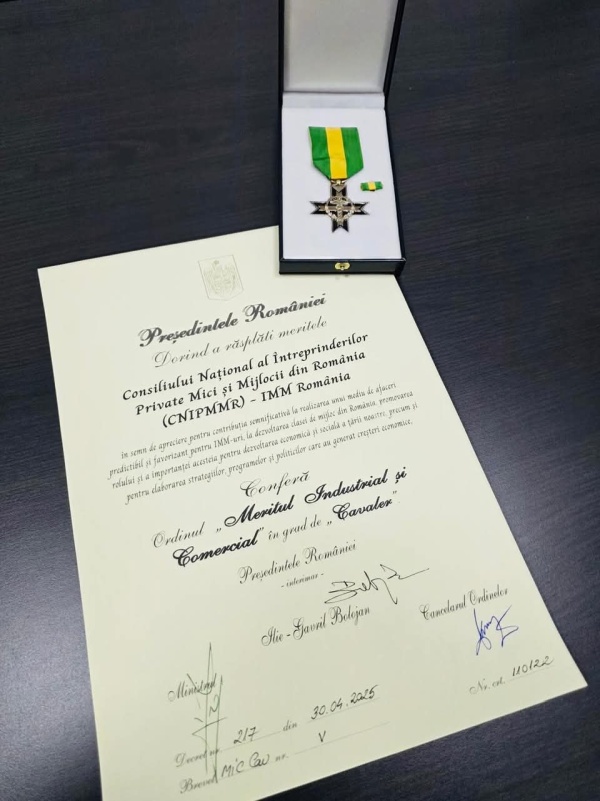 Președintele României
Dorind a răsplăti meritele
Consiliului Național al Întreprinderilor
Private Mici și Mijlocii din România
(CNIPMMR) – IMM România
în semn de apreciere pentru contribuția semnificativă la realizarea unui mediu de afaceri
predictibil și favorizant pentru IMM-uri, la dezvoltarea clasei de mijloc din România, promovarea
rolului și a importanței acesteia pentru dezvoltarea economică și socială a țării noastre, precum și
pentru elaborarea strategiilor, programelor și politicilor care au generat creșteri economice,
Conferă
Ordinul „Meritul Industrial și
Comercial” în grad de „Cavaler”.
Președintele României
- interimar -
Ilie-Gavril Bolojan
Cancelarul Ordinelor
Ministrul
Nr. crt. 110122
Decret nr. 217 din 30.04.2025
Brevet MIC Cav nr. V